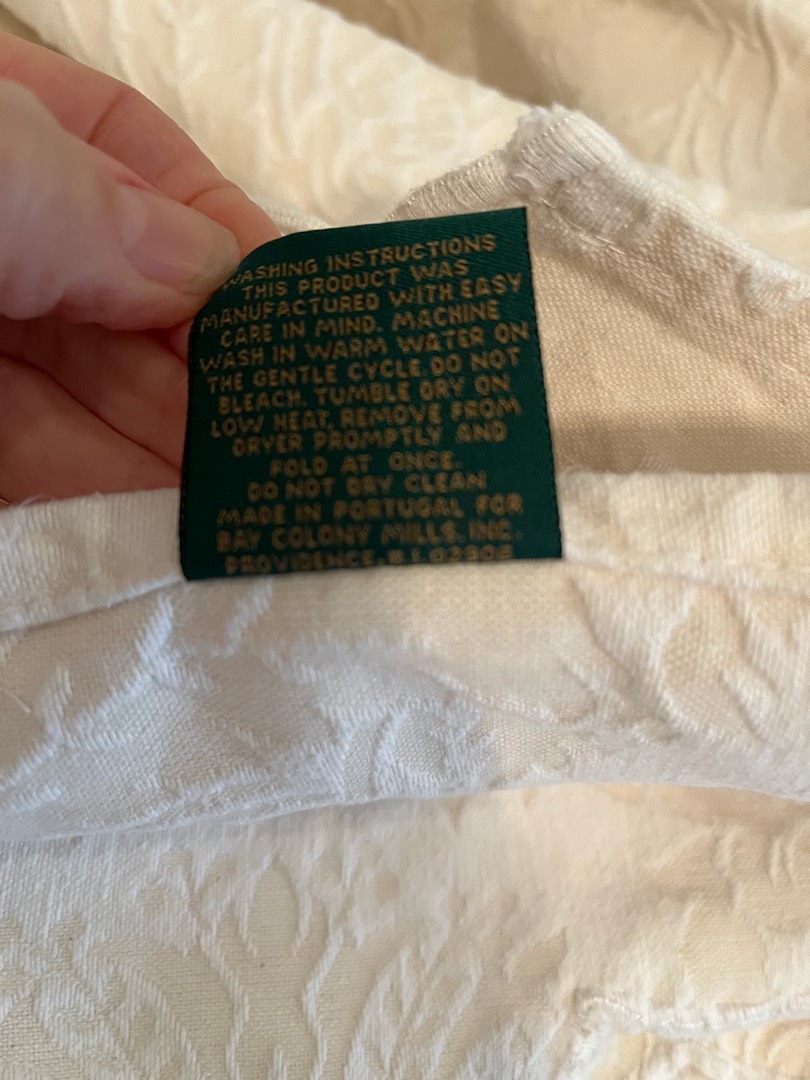 WASHING INSTRUCTIONS
THIS PRODUCT WAS
MANUFACTURED WITH EASY
CARE IN MIND. MACHINE
WASH IN WARM WATER ON
THE GENTLE CYCLE. DO NOT
BLEACH. TUMBLE DRY ON
LOW HEAT, REMOVE FROM
DRYER PROMPTLY AND
FOLD AT ONCE.
DO NOT DRY CLEAN
MADE IN PORTUGAL FOR
BAY COLONY MILLS, INC.
PROVIDENCE, R.I.